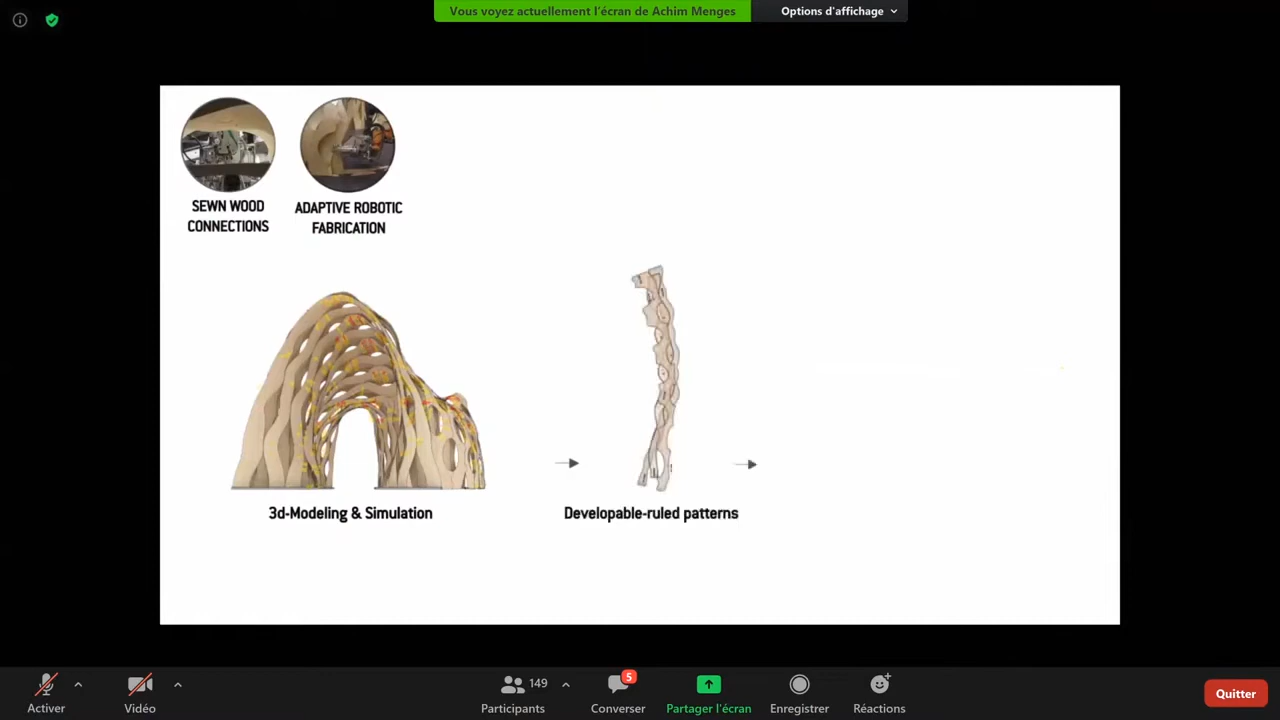 Vous voyez actuellement l'écran de Achim Menges
Options d'affichage
SEWN WOOD
CONNECTIONS
ADAPTIVE ROBOTIC
FABRICATION
3d-Modeling & Simulation
Developable-ruled patterns
Activer
Vidéo
149
Participants
5
Converser
Partager l'écran
Enregistrer
Réactions
Quitter